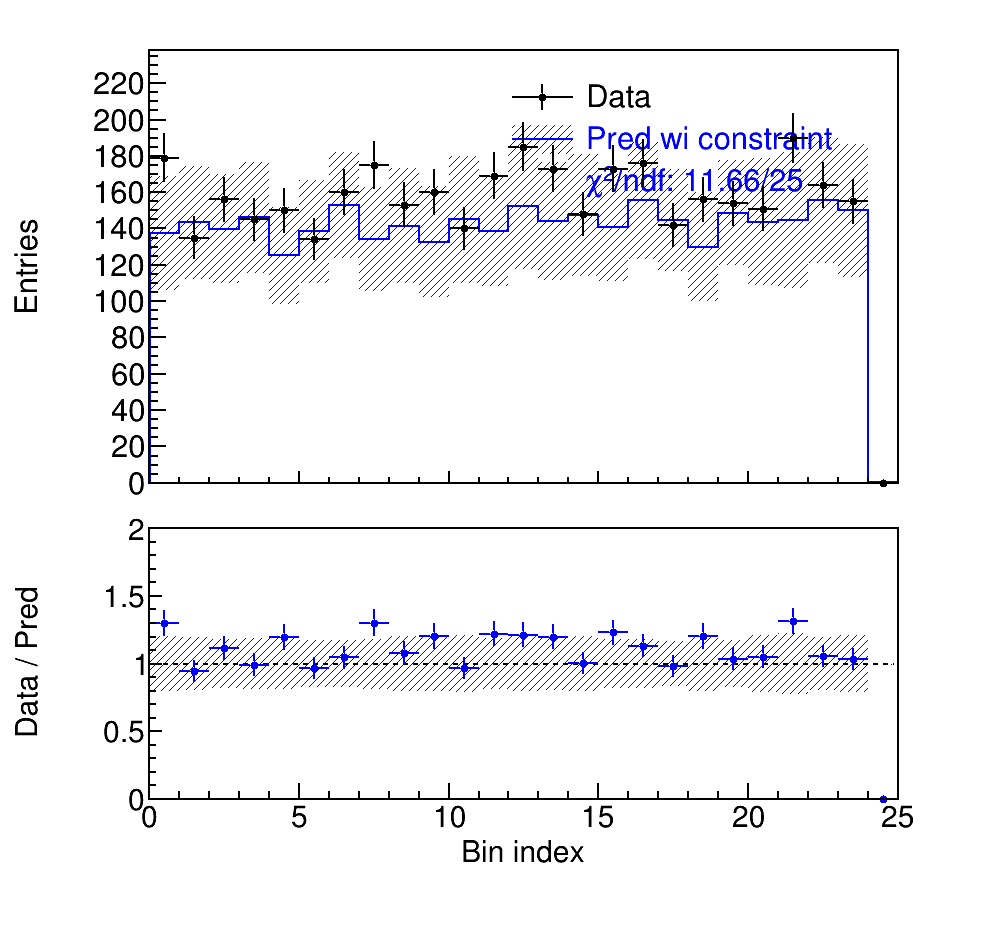 Data
Pred wi constraint
χ²/ndf: 11.66/25
Entries
220
200
180
160
140
120
100
80
60
40
20
0
Data / Pred
2
1.5
1
0.5
0
0 5 10 15 20 25
Bin index